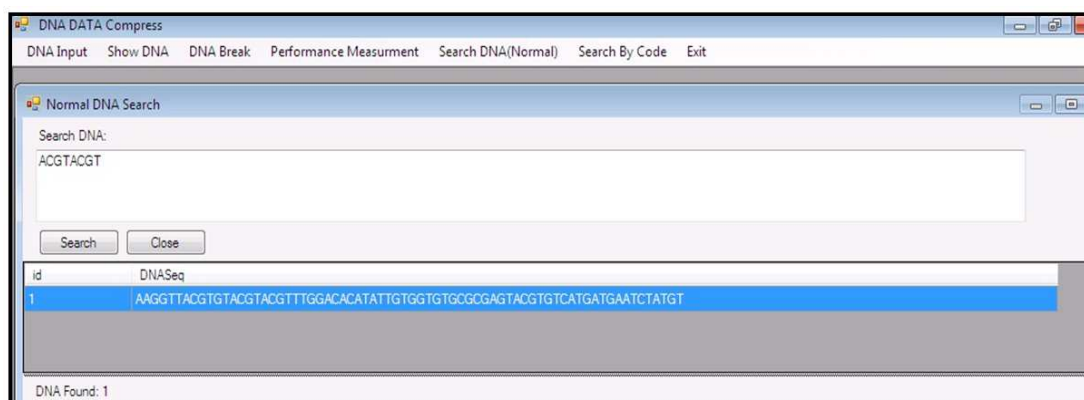 DNA DATA Compress
DNA Input Show DNA DNA Break Performance Measurment Search DNA(Normal) Search By Code Exit
Normal DNA Search
Search DNA:
ACGTACGT
Search Close
id DNASeq
1 AAGGTTACGTGTACGTACGTTTGGACACATATTGTGGTGTGCGCGAGTACGTGTCATGATGAATCTATGT
DNA Found: 1